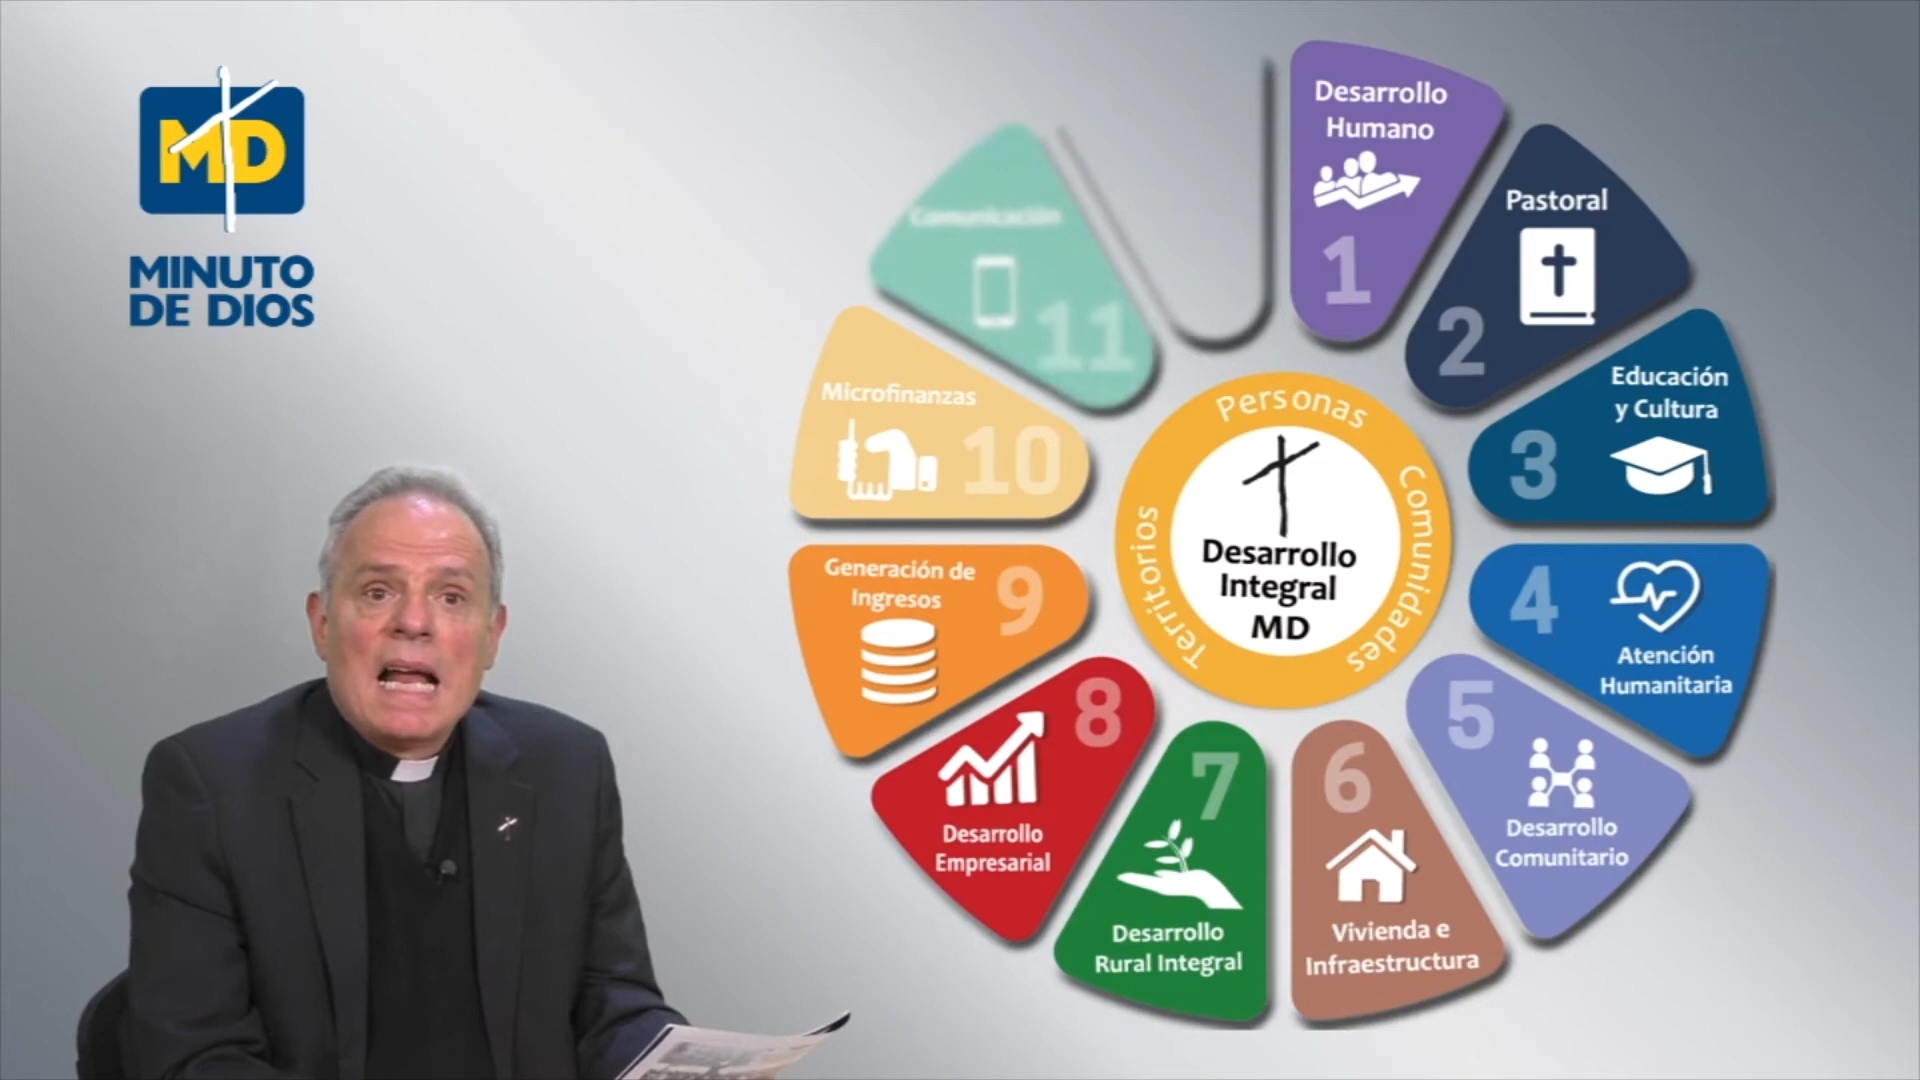 MD
MINUTO
DE DIOS
Desarrollo
Humano
1
Pastoral
2
Educación
y Cultura
3
4
Atención
Humanitaria
5
Desarrollo
Comunitario
6
Vivienda e
Infraestructura
7
Desarrollo
Rural Integral
8
Desarrollo
Empresarial
Generación de
Ingresos
9
Microfinanzas
10
Comunicación
11
Personas
Comunidades
Territorios
Desarrollo
Integral
MD